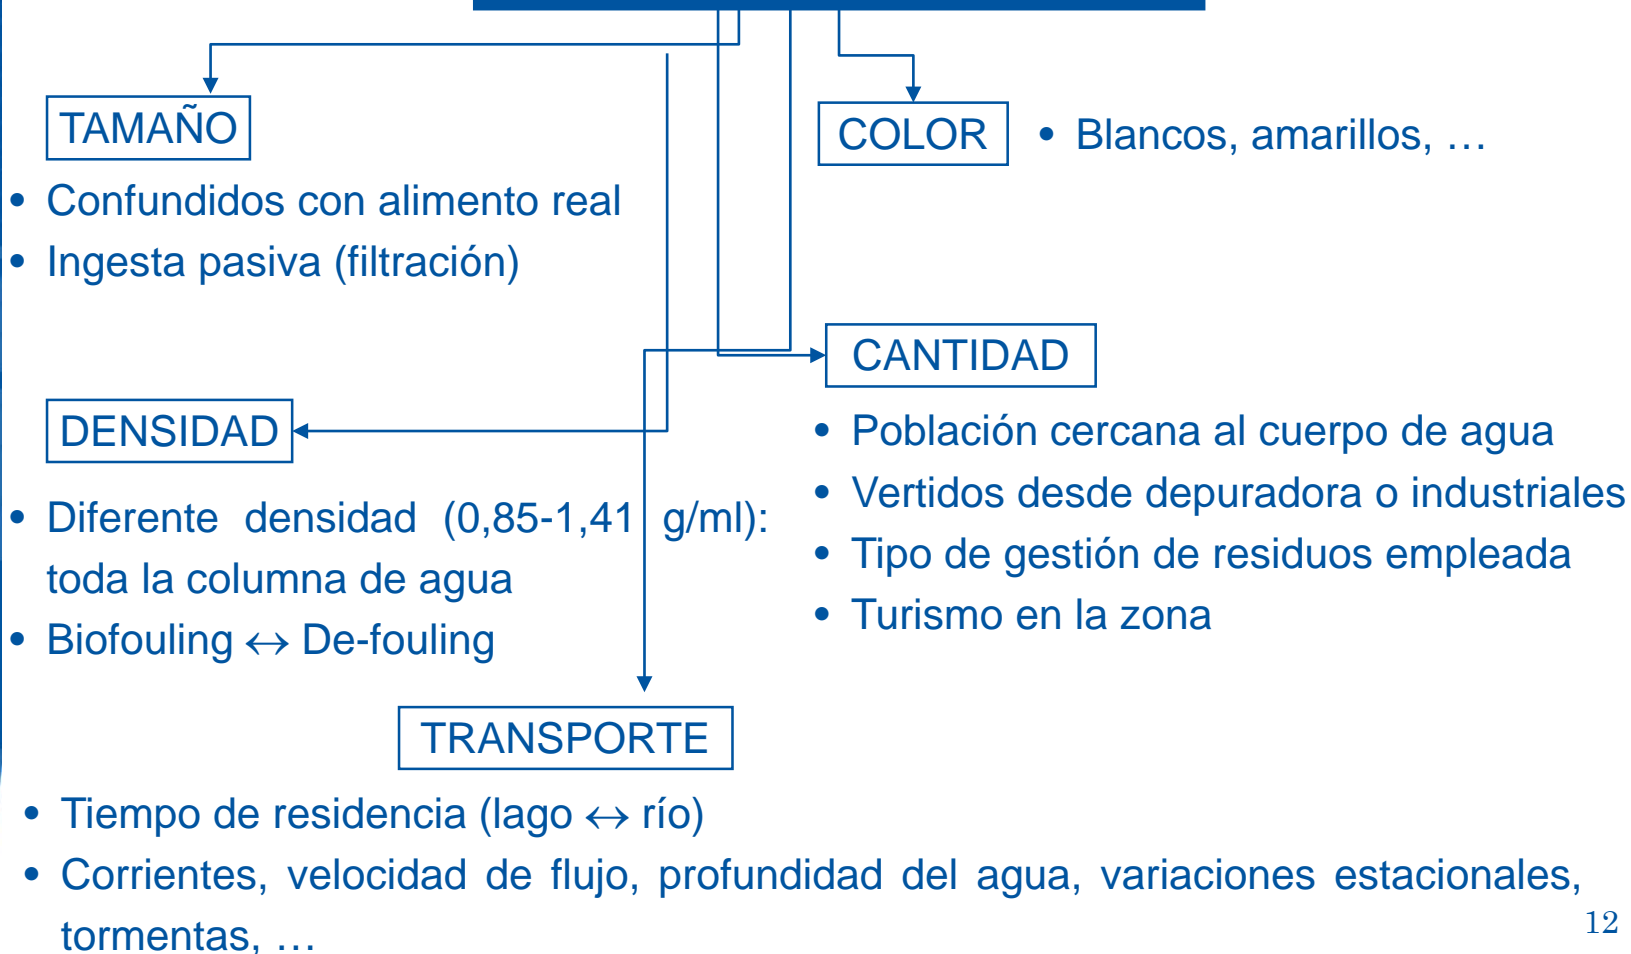 TAMAÑO
• Confundidos con alimento real
• Ingesta pasiva (filtración)
COLOR
• Blancos, amarillos, …
DENSIDAD
• Diferente densidad (0,85-1,41 g/ml):
toda la columna de agua
• Biofouling ↔ De-fouling
CANTIDAD
• Población cercana al cuerpo de agua
• Vertidos desde depuradora o industriales
• Tipo de gestión de residuos empleada
• Turismo en la zona
TRANSPORTE
• Tiempo de residencia (lago ↔ río)
• Corrientes, velocidad de flujo, profundidad del agua, variaciones estacionales,
tormentas, …
12